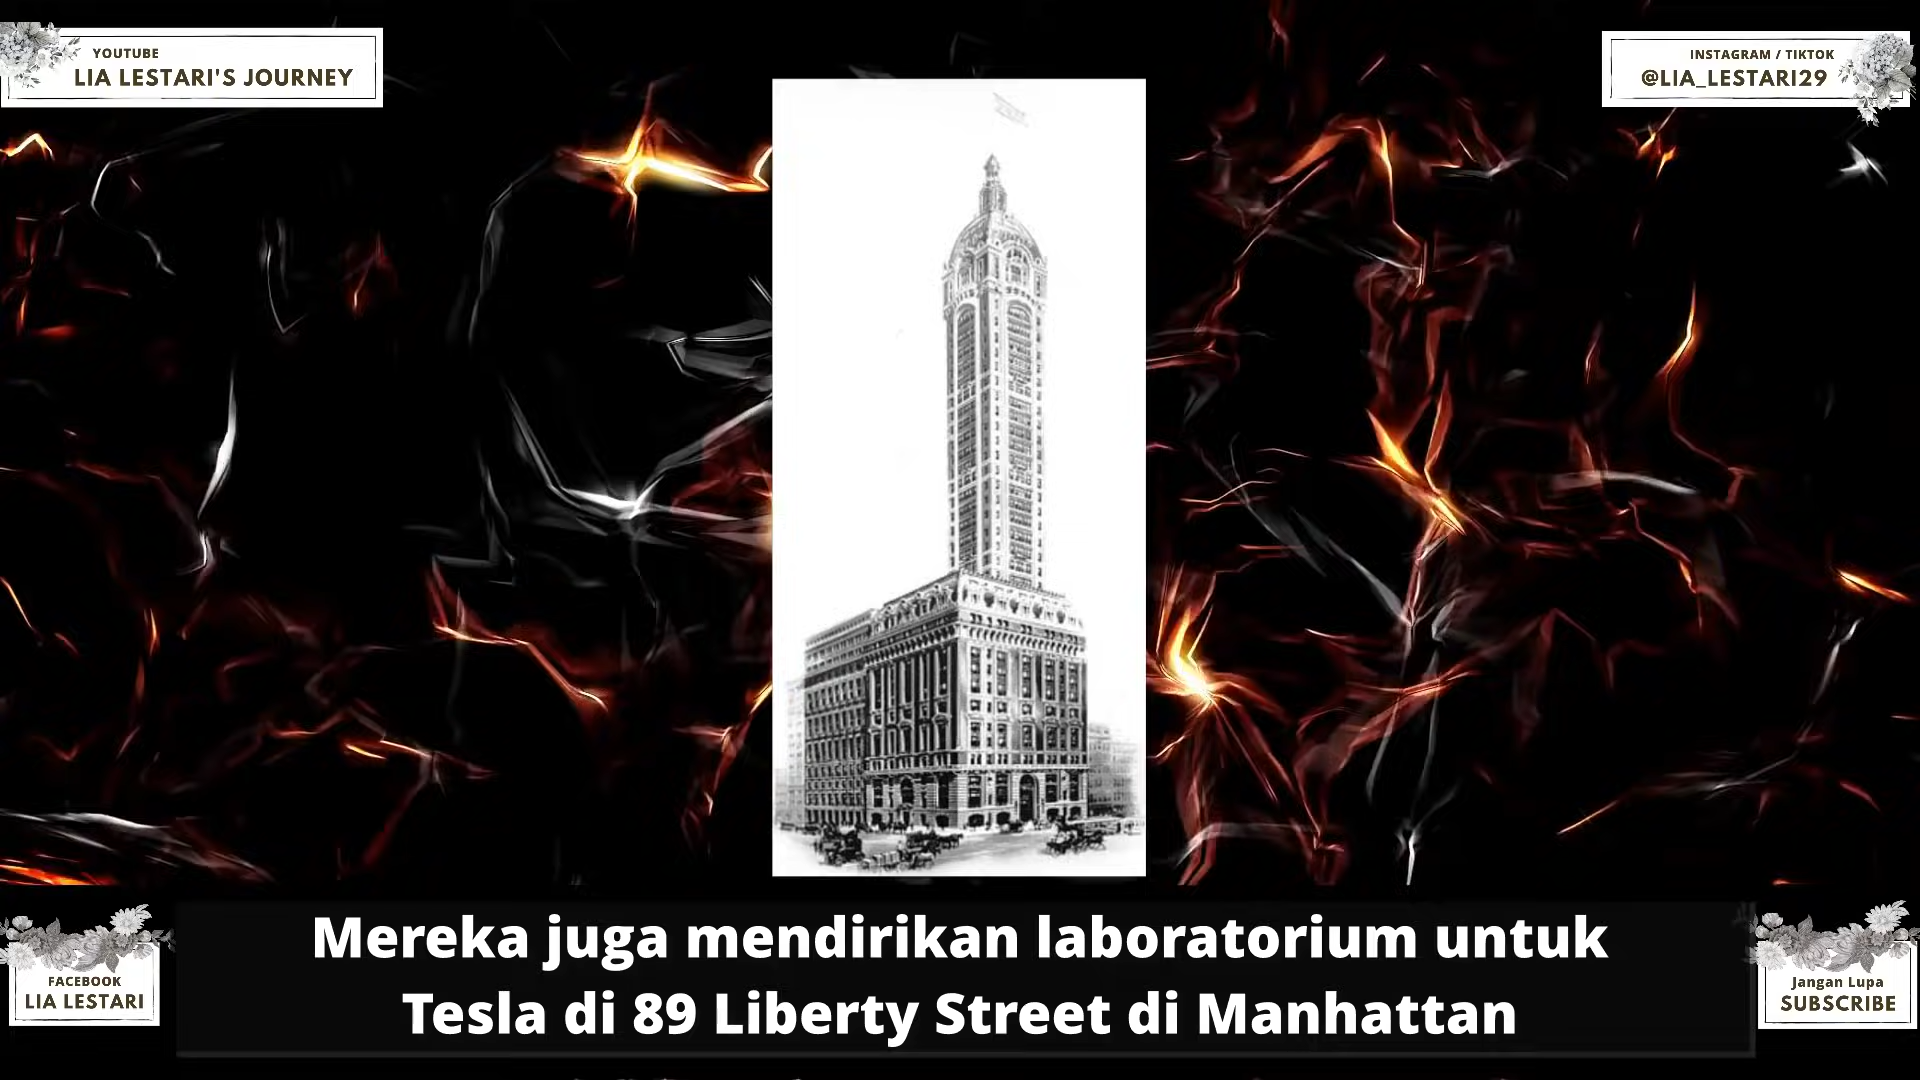 YOUTUBE
LIA LESTARI'S JOURNEY
INSTAGRAM / TIKTOK
@LIA_LESTARI29
Mereka juga mendirikan laboratorium untuk
Tesla di 89 Liberty Street di Manhattan
FACEBOOK
LIA LESTARI
Jangan Lupa
SUBSCRIBE